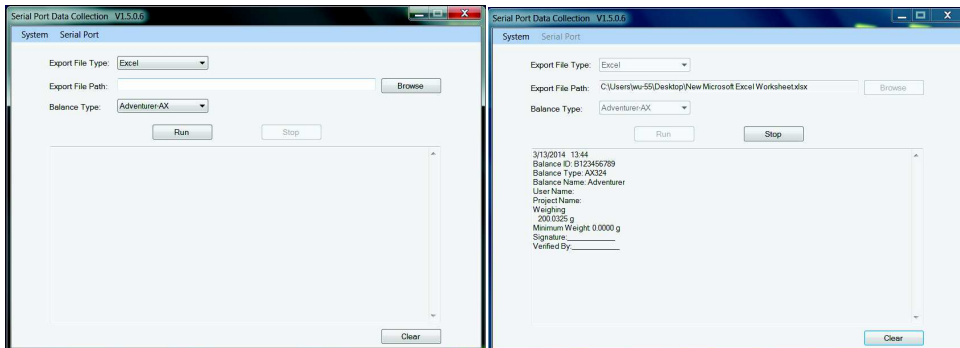 Serial Port Data Collection V1.5.0.6
System Serial Port
Export File Type: Excel
Export File Path:
Browse
Balance Type: Adventurer-AX
Run Stop
Clear
Serial Port Data Collection V1.5.0.6
System Serial Port
Export File Type: Excel
Export File Path: C:\Users\wu-55\Desktop\New Microsoft Excel Worksheet.xlsx Browse
Balance Type: Adventurer-AX
Run Stop
3/13/2014 13:44
Balance ID: B123456789
Balance Type: AX324
Balance Name: Adventurer
User Name:
Project Name:
Weighing
200.0325 g
Minimum Weight: 0.0000 g
Signature:___________
Verified By:___________
Clear